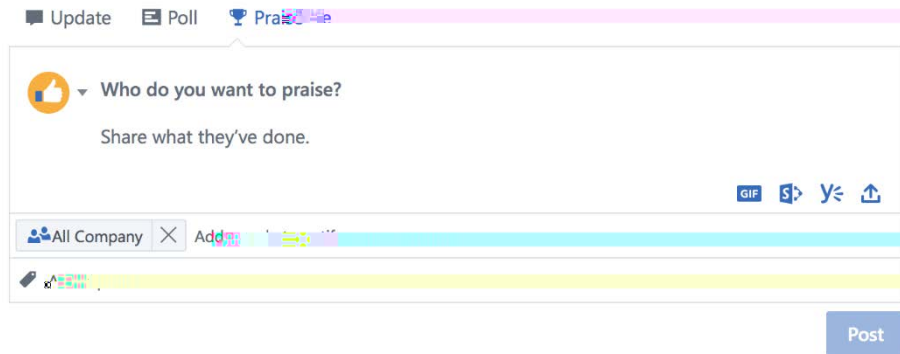 Update Poll
Who do you want to praise?
Share what they've done.
GIF
All Company
Post